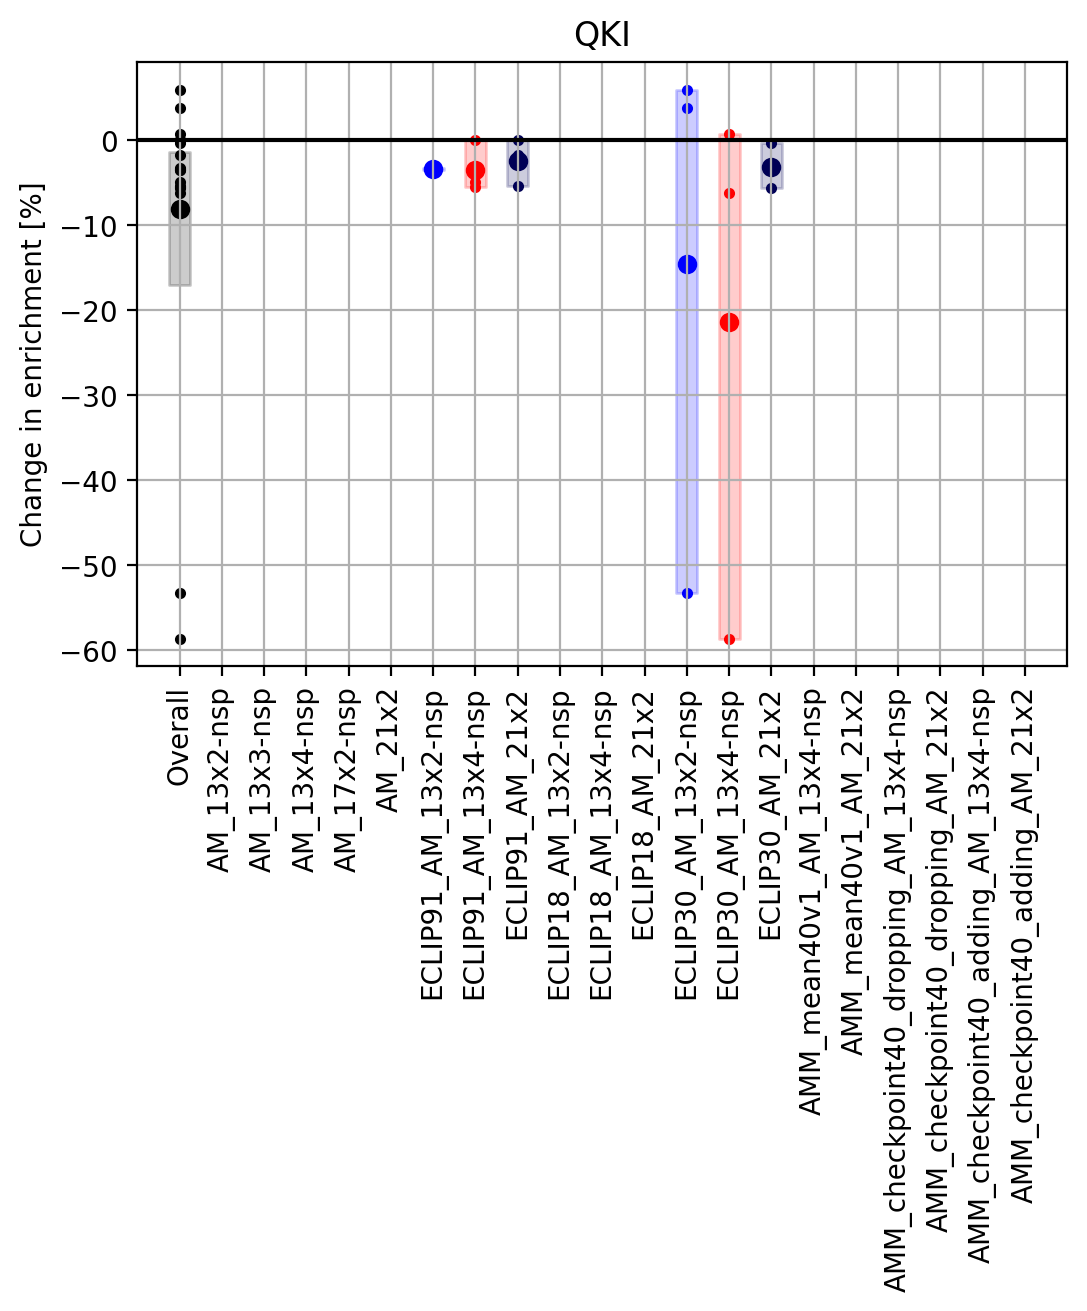 QKI
Change in enrichment [%]
0
−10
−20
−30
−40
−50
−60
Overall
AM_13x2-nsp
AM_13x3-nsp
AM_13x4-nsp
AM_17x2-nsp
AM_21x2
ECLIP91_AM_13x2-nsp
ECLIP91_AM_13x4-nsp
ECLIP91_AM_21x2
ECLIP18_AM_13x2-nsp
ECLIP18_AM_13x4-nsp
ECLIP18_AM_21x2
ECLIP30_AM_13x2-nsp
ECLIP30_AM_13x4-nsp
ECLIP30_AM_21x2
AMM_mean40v1_AM_13x4-nsp
AMM_mean40v1_AM_21x2
AMM_checkpoint40_dropping_AM_13x4-nsp
AMM_checkpoint40_dropping_AM_21x2
AMM_checkpoint40_adding_AM_13x4-nsp
AMM_checkpoint40_adding_AM_21x2